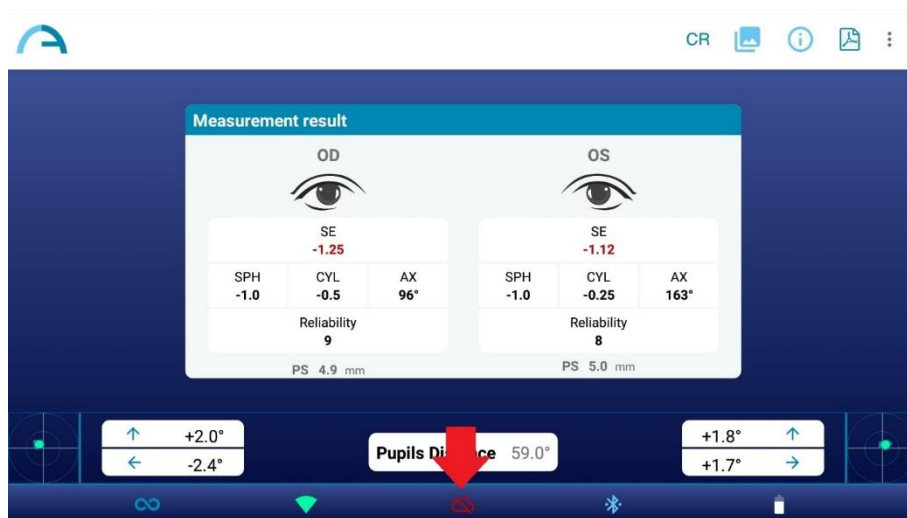 CR
Measurement result
OD OS
SE SE
-1.25 -1.12
SPH CYL AX SPH CYL AX
-1.0 -0.5 96° -1.0 -0.25 163°
Reliability Reliability
9 8
PS 4.9 mm PS 5.0 mm
+2.0° +1.8°
Pupils 59.0°
-2.4° +1.7°